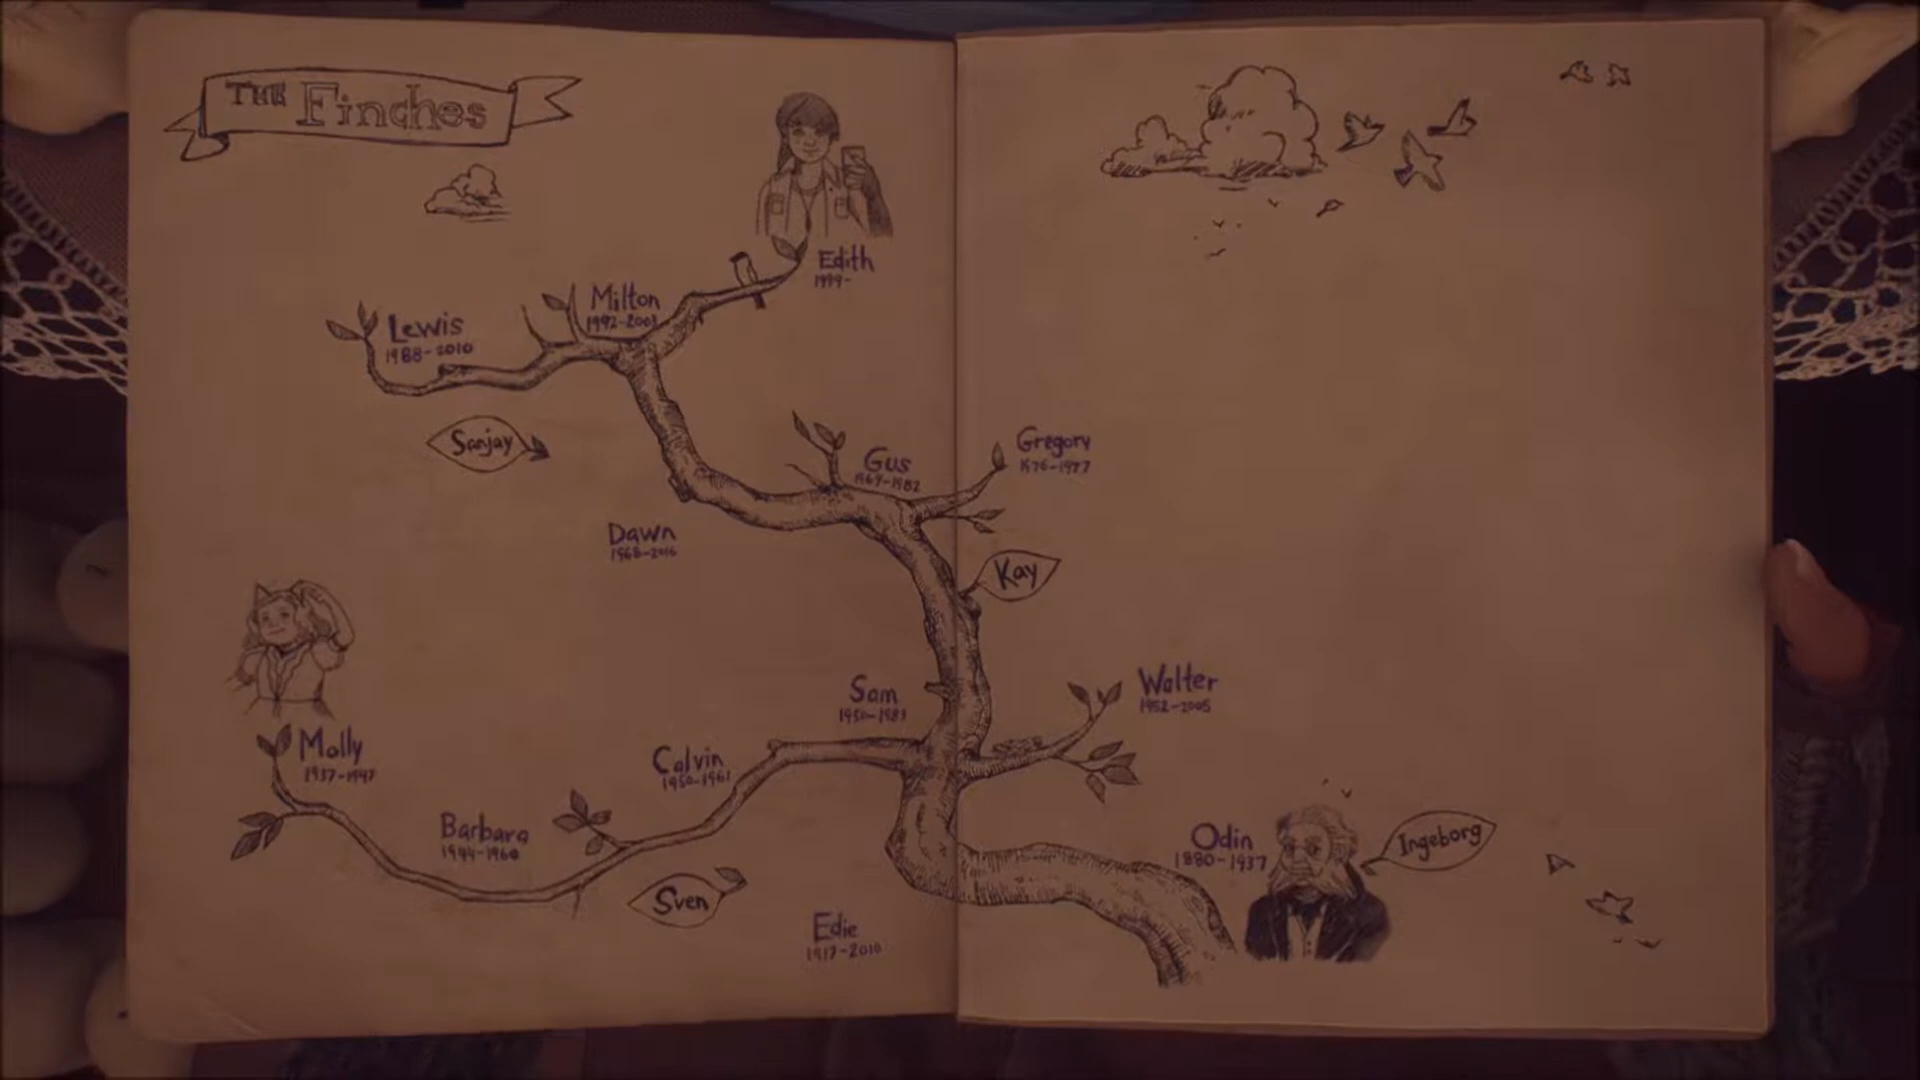 THE Finches
Edith
1999-
Milton
1992-2003
Lewis
1988-2010
Sanjay
Gus
1969-1982
Gregory
1976-1977
Dawn
1968-2016
Kay
Sam
1950-1983
Walter
1952-2005
Molly
1937-1947
Calvin
1950-1961
Barbara
1944-1960
Odin
1880-1937
Ingeborg
Sven
Edie
1917-2010